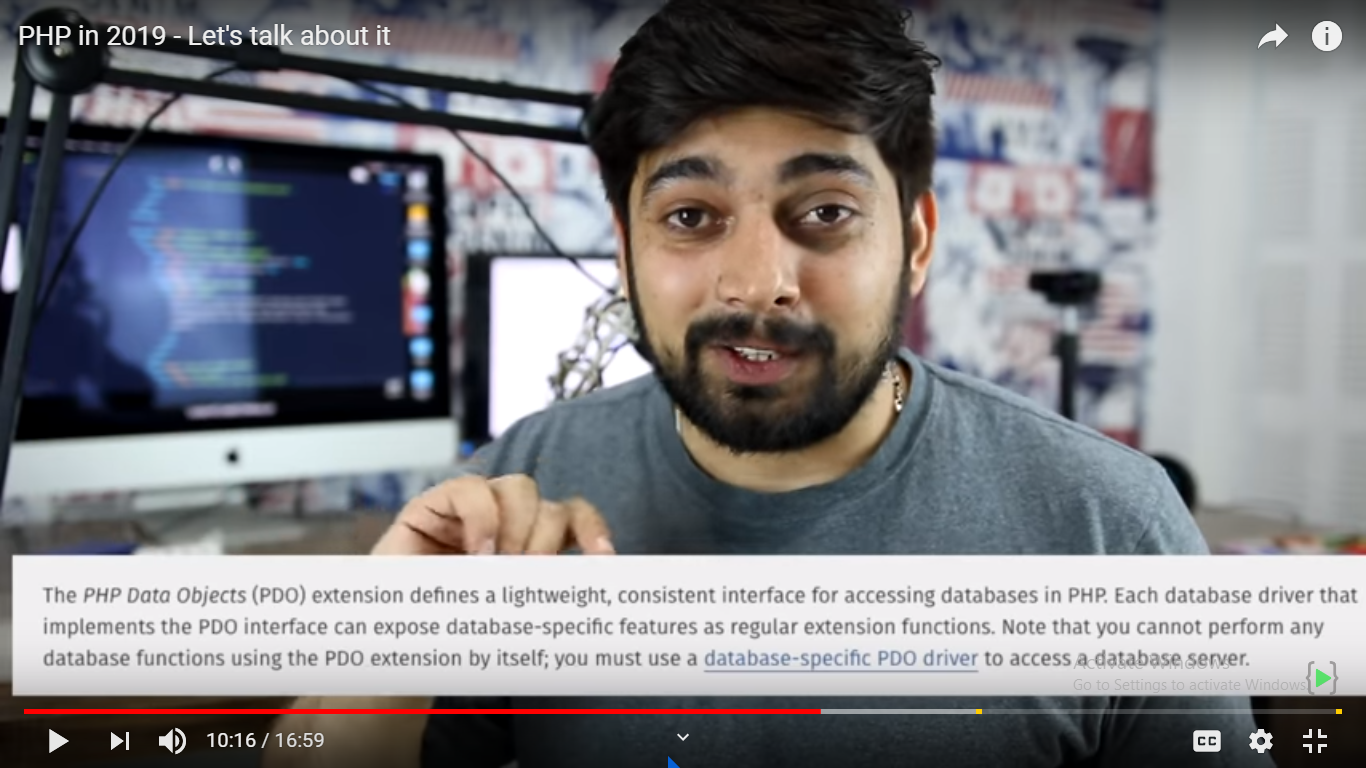 PHP in 2019 - Let's talk about it
The PHP Data Objects (PDO) extension defines a lightweight, consistent interface for accessing databases in PHP. Each database driver that
implements the PDO interface can expose database-specific features as regular extension functions. Note that you cannot perform any
database functions using the PDO extension by itself; you must use a database-specific PDO driver to access a database server.
Activate Windows
Go to Settings to activate Windows.
10:16 / 16:59
CC